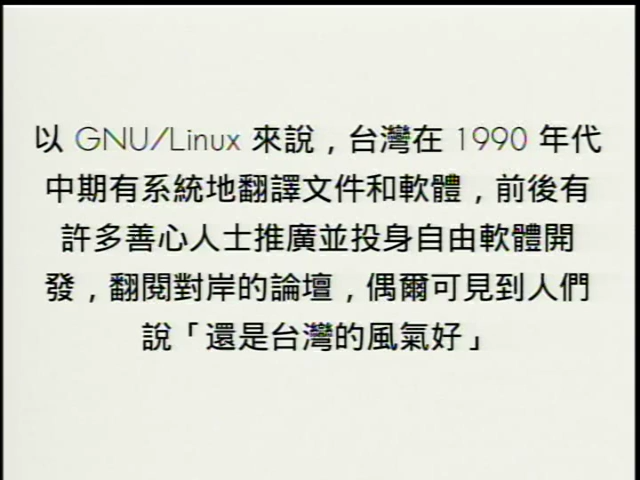 以 GNU/Linux 來說，台灣在 1990 年代
中期有系統地翻譯文件和軟體，前後有
許多善心人士推廣並投身自由軟體開
發，翻閱對岸的論壇，偶爾可見到人們
說「還是台灣的風氣好」